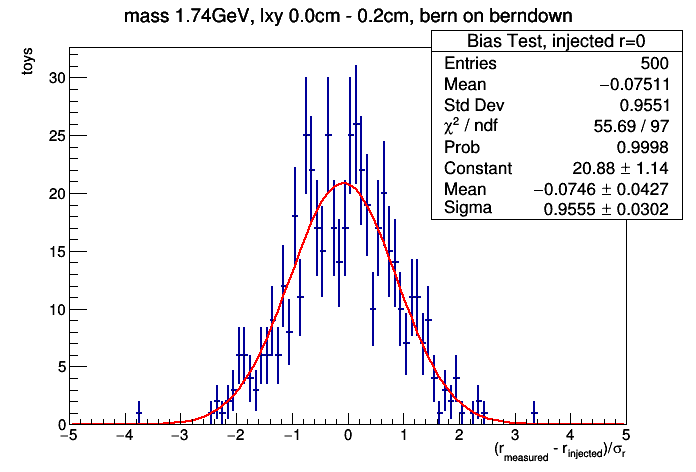 mass 1.74GeV, lxy 0.0cm - 0.2cm, bern on berndown
toys
Bias Test, injected r=0
Entries 500
Mean −0.07511
Std Dev 0.9551
χ² / ndf 55.69 / 97
Prob 0.9998
Constant 20.88 ± 1.14
Mean −0.0746 ± 0.0427
Sigma 0.9555 ± 0.0302
30
25
20
15
10
5
0
−5 −4 −3 −2 −1 0 1 2 3 4 5
(r_measured - r_injected)/σ_r